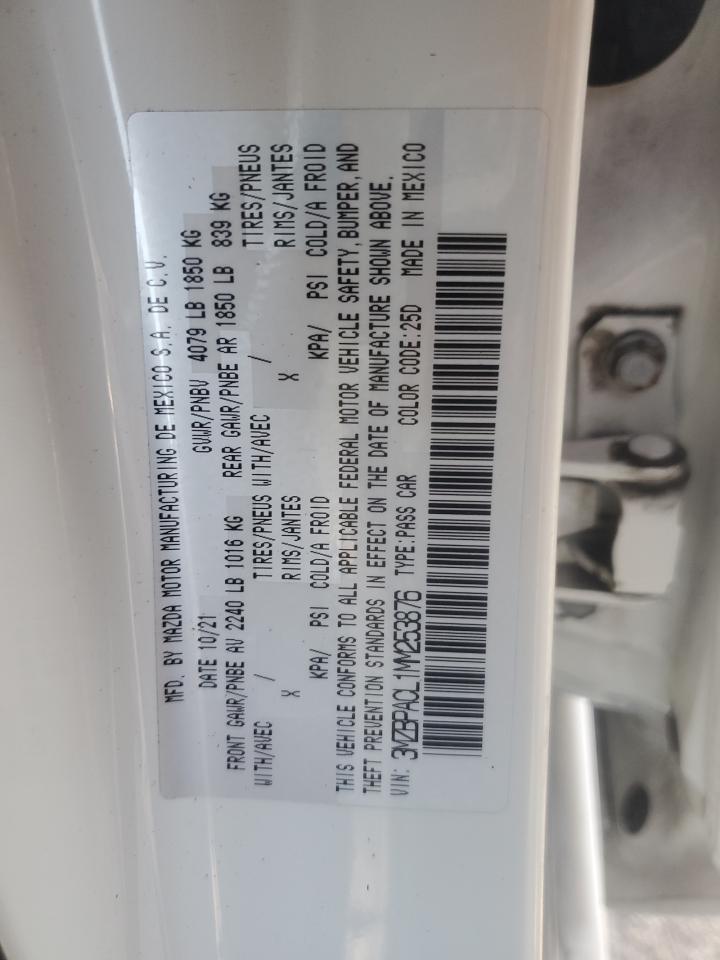 MFD. BY MAZDA MOTOR MANUFACTURING DE MEXICO S.A. DE C.V.
DATE 10/21 GVWR/PNBV 4079 LB 1850 KG
FRONT GAWR/PNBE AV 2240 LB 1016 KG REAR GAWR/PNBE AR 1850 LB 839 KG
WITH/AVEC / TIRES/PNEUS WITH/AVEC / TIRES/PNEUS
X RIMS/JANTES X RIMS/JANTES
KPA/ PSI COLD/A FROID KPA/ PSI COLD/A FROID
THIS VEHICLE CONFORMS TO ALL APPLICABLE FEDERAL MOTOR VEHICLE SAFETY, BUMPER, AND
THEFT PREVENTION STANDARDS IN EFFECT ON THE DATE OF MANUFACTURE SHOWN ABOVE.
VIN: 3MZBPACL1MM253876 TYPE:PASS CAR COLOR CODE:25D MADE IN MEXICO